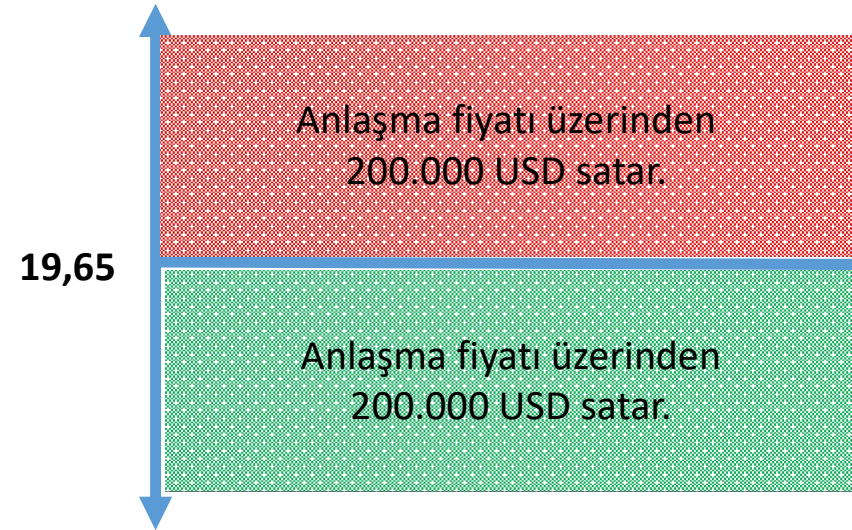 Anlaşma fiyatı üzerinden
200.000 USD satar.
19,65
Anlaşma fiyatı üzerinden
200.000 USD satar.